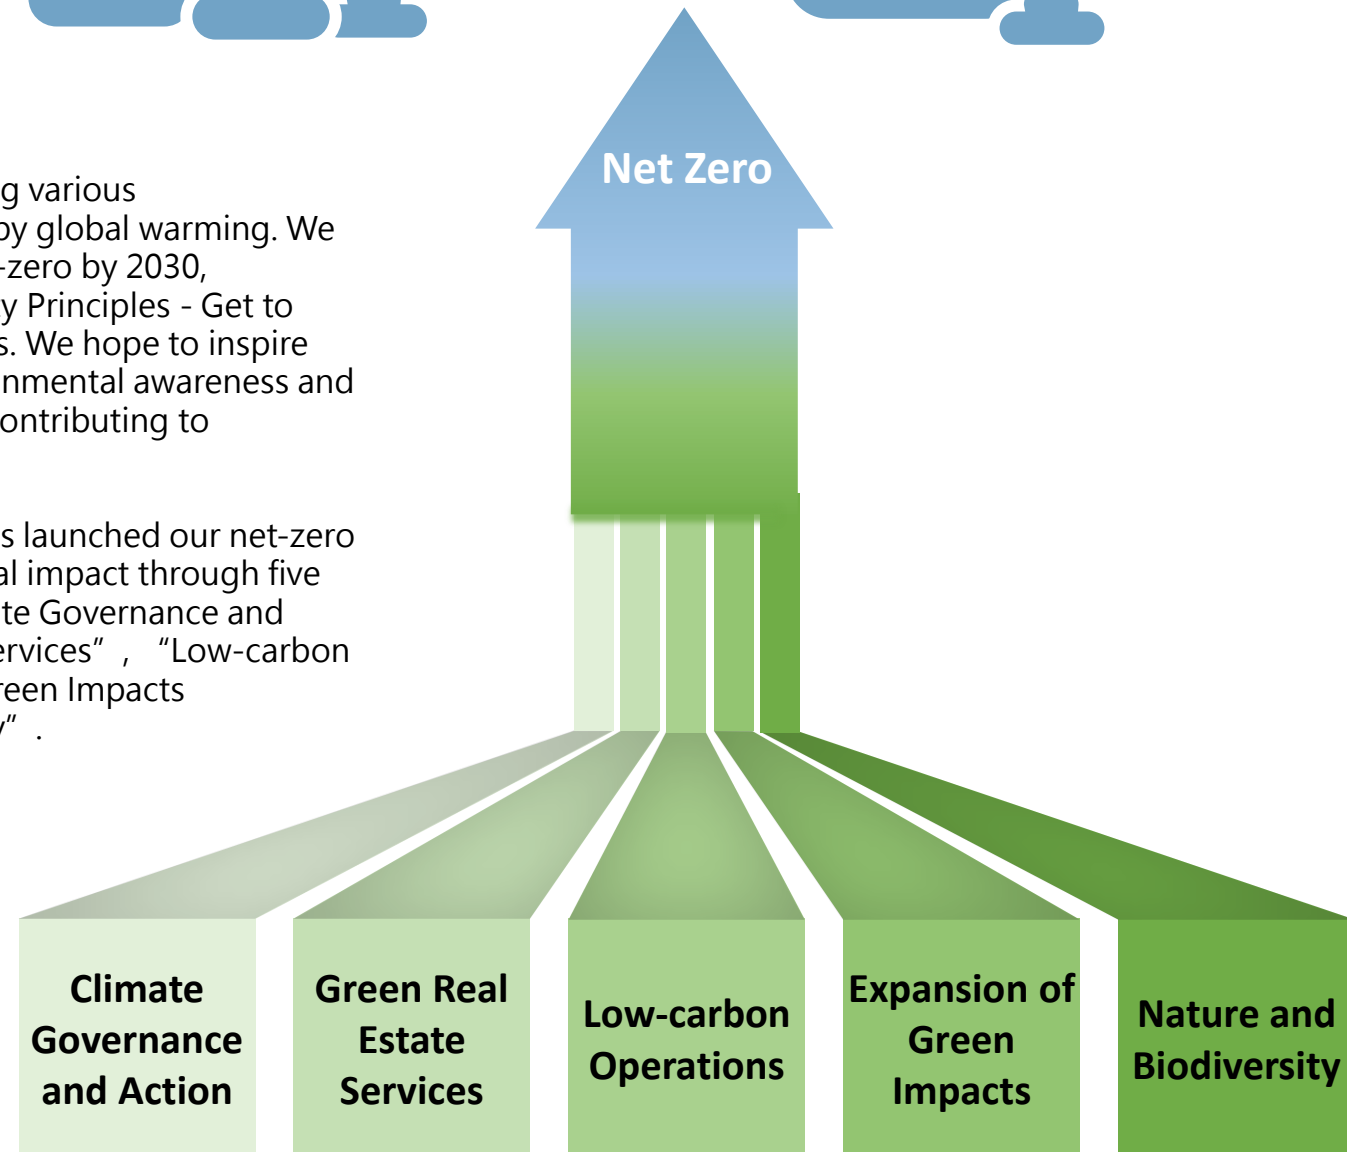 Net Zero
g various
by global warming. We
-zero by 2030,
y Principles - Get to
s. We hope to inspire
nmental awareness and
ontributing to
s launched our net-zero
al impact through five
te Governance and
ervices” , “Low-carbon
reen Impacts
y” .
Climate
Governance
and Action
Green Real
Estate
Services
Low-carbon
Operations
Expansion of
Green
Impacts
Nature and
Biodiversity